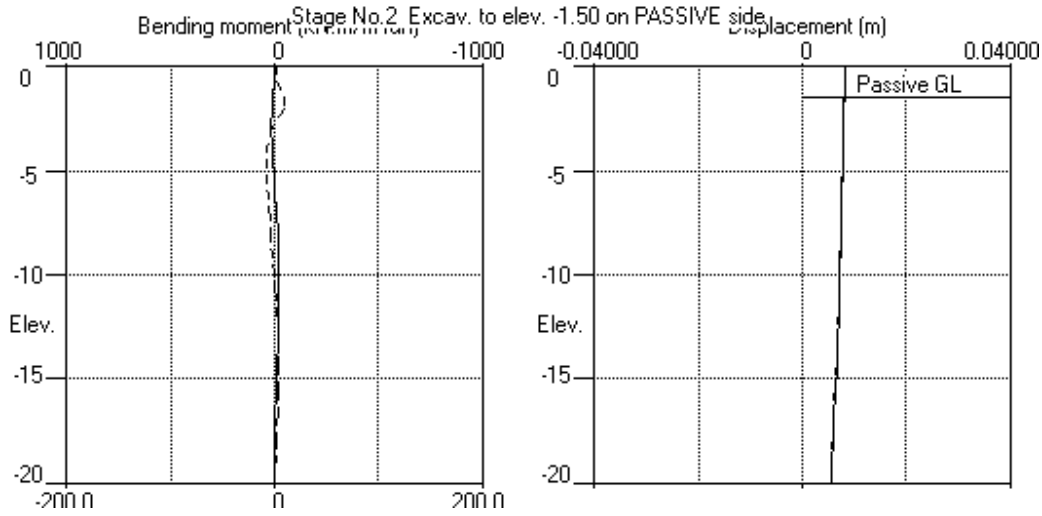 Stage No.2 Excav. to elev. -1.50 on PASSIVE side
Bending moment
Displacement (m)
1000 0 -1000
-0.04000 0 0.04000
0
-5
-10
Elev.
-15
-20
-200.0 0 200.0
0
Passive GL
-5
-10
Elev.
-15
-20